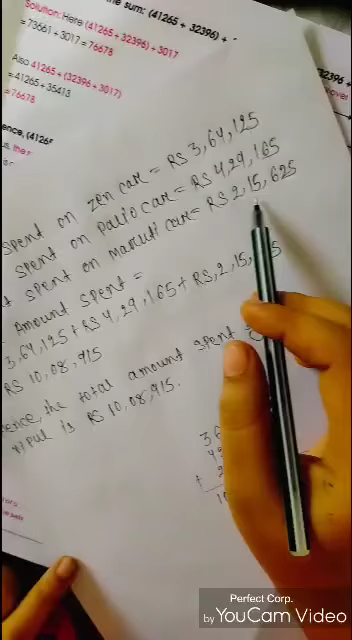 the sum: (41265 + 32396) +
Solution: Here (41265 + 32396) + 3017
= 73661 + 3017 = 76678
Also 41265 + (32396 + 3017)
= 41265 + 35413
= 76678
spent on zen car = RS 3,64,125
spent on palio car = RS 4,29,165
spent on maruti car = RS 2,15,625
Amount spent =
3,64,125 + RS 4,29,165 + RS, 2,15,
RS 10,08,915
the total amount spent
is RS 10,08,915.
Perfect Corp.
by YouCam Video